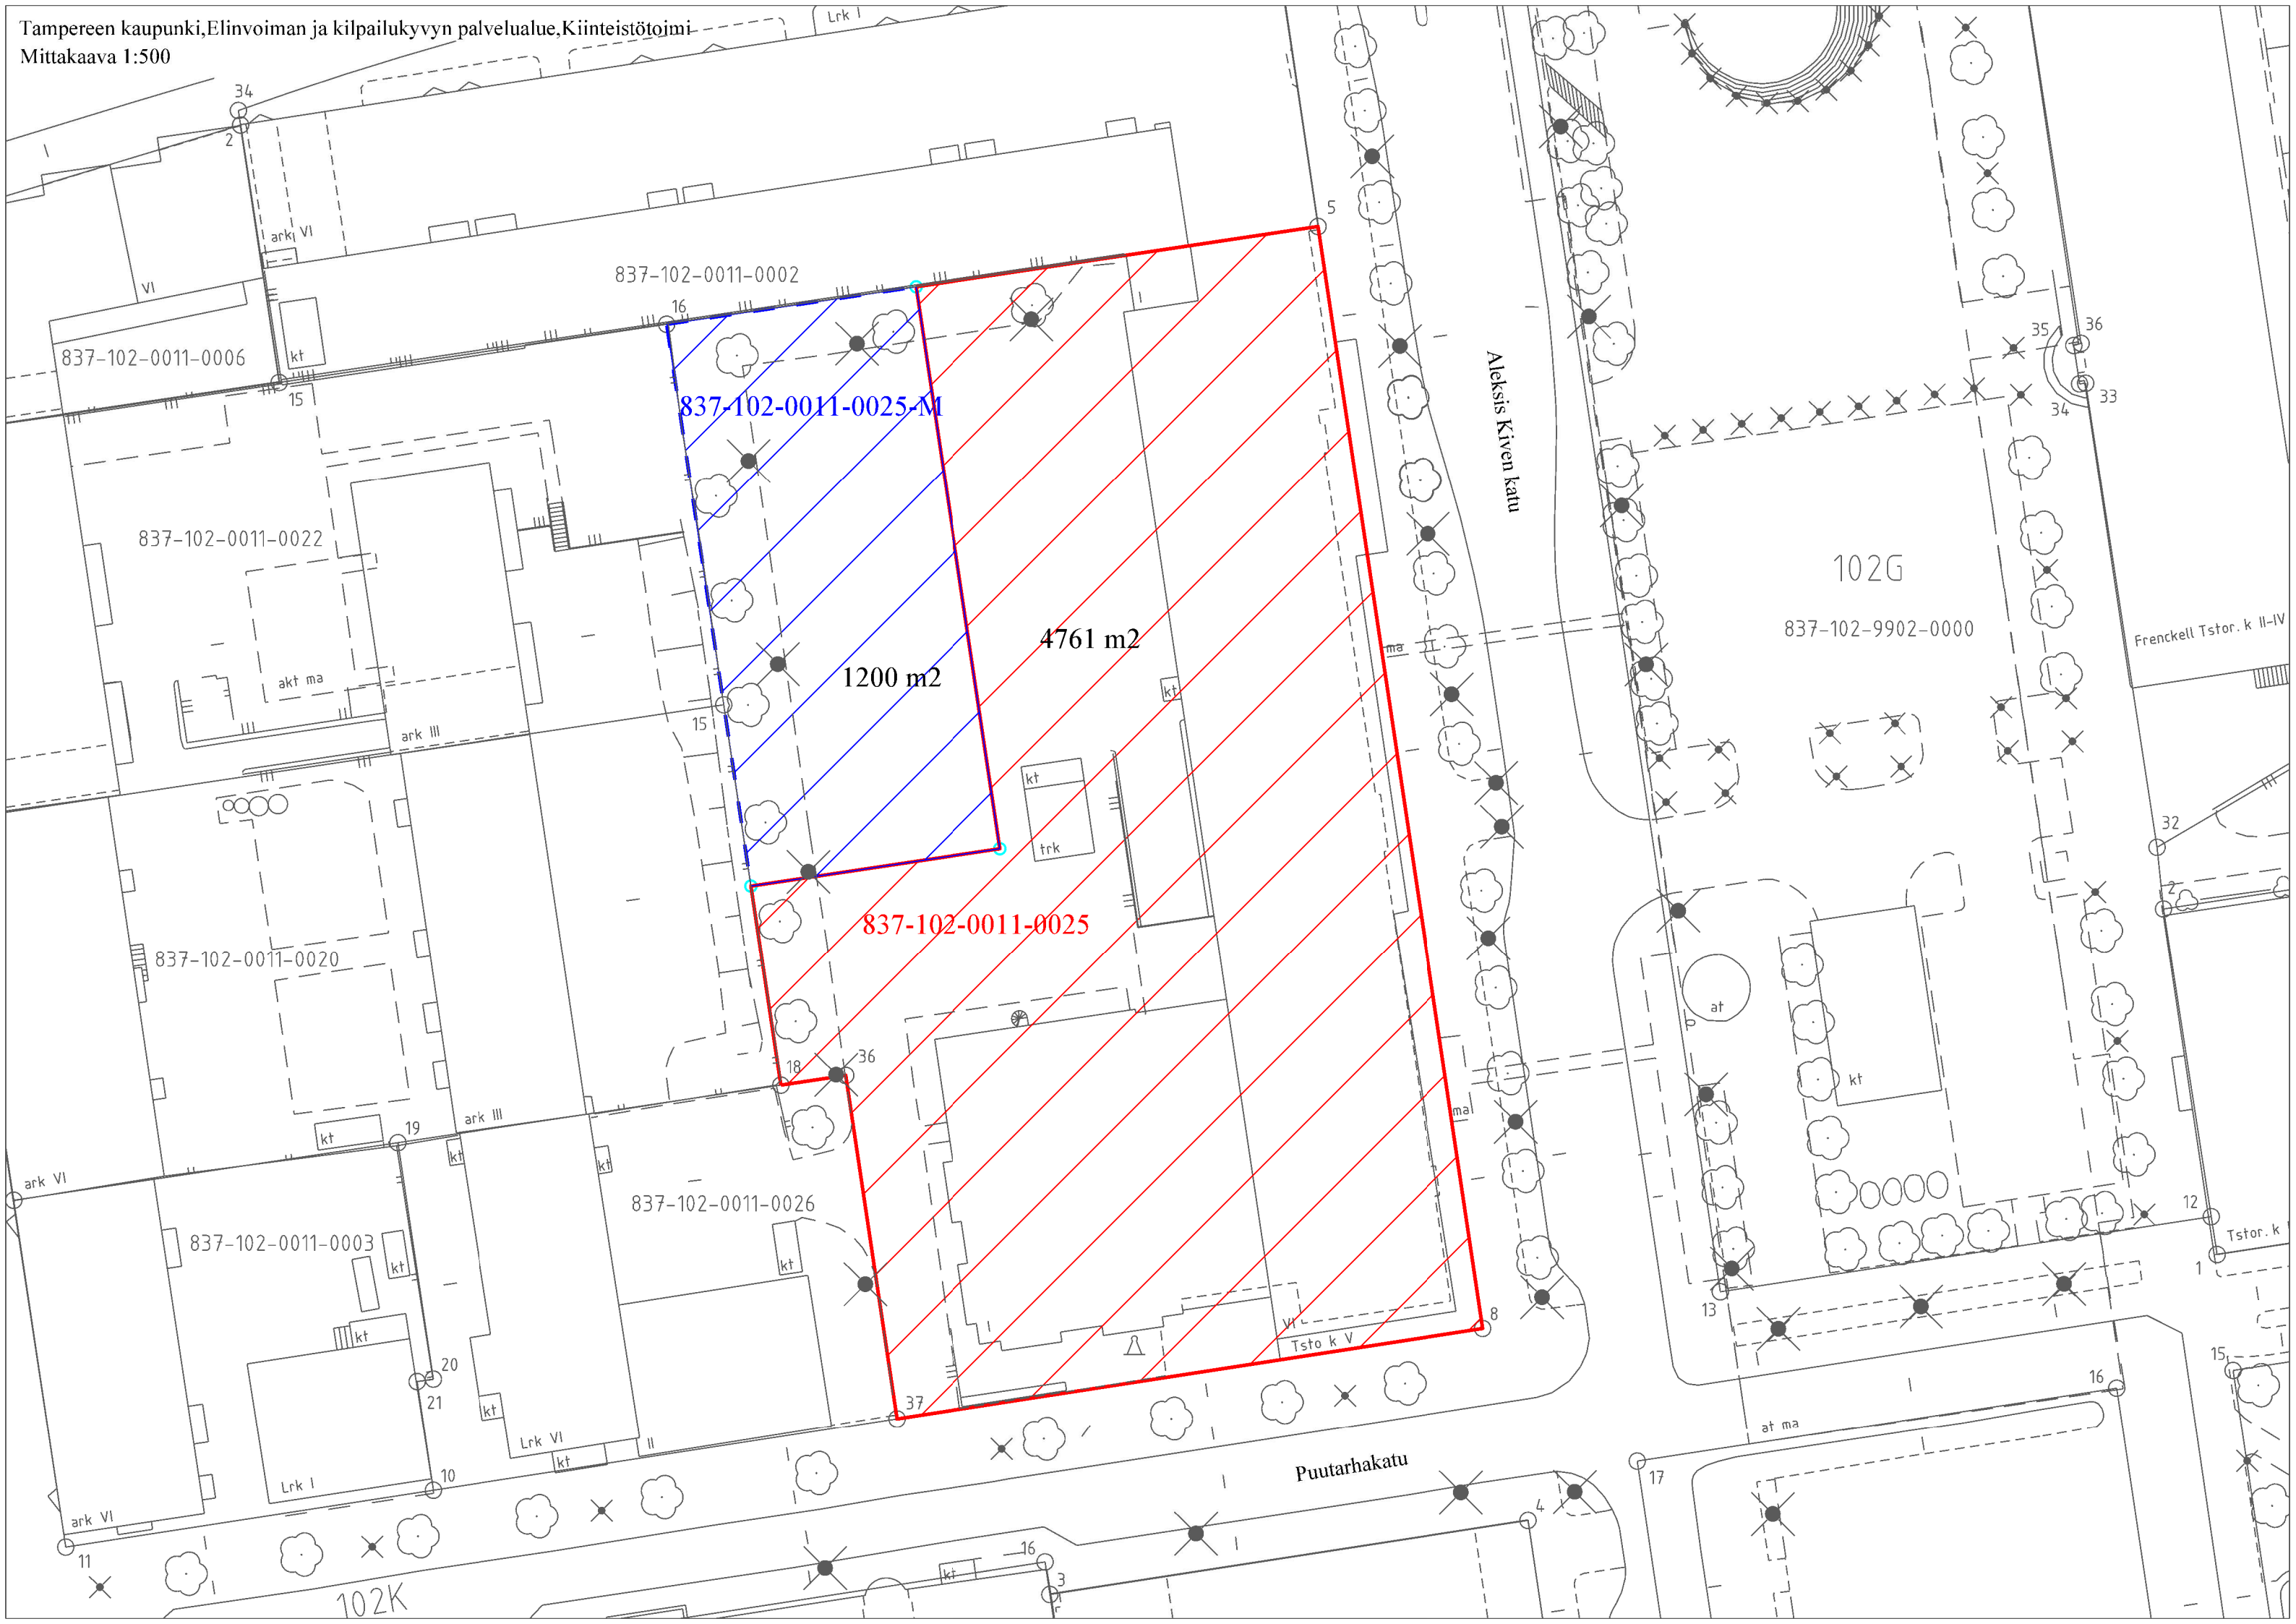 Tampereen kaupunki,Elinvoiman ja kilpailukyvyn palvelualue,Kiinteistötoimi
Mittakaava 1:500
Lrk I
34
2
ark VI
VI
5
837-102-0011-0002
16
837-102-0011-0006
kt
15
35
36
33
34
Aleksis Kiven katu
837-102-0011-0025-M
837-102-0011-0022
102G
837-102-9902-0000
Frenckell Tstor. k II-IV
4761 m2
1200 m2
ma
akt ma
kt
15
ark III
kt
trk
32
2
837-102-0011-0025
837-102-0011-0020
at
kt
18
36
ma
19
ark III
kt
kt
kt
ark VI
837-102-0011-0026
837-102-0011-0003
12
Tstor. k
1
kt
kt
13
kt
VI
8
Tsto k V
20
21
kt
37
15
16
at ma
Lrk VI
II
kt
Puutarhakatu
17
10
Lrk I
ark VI
11
4
16
kt
3
102K